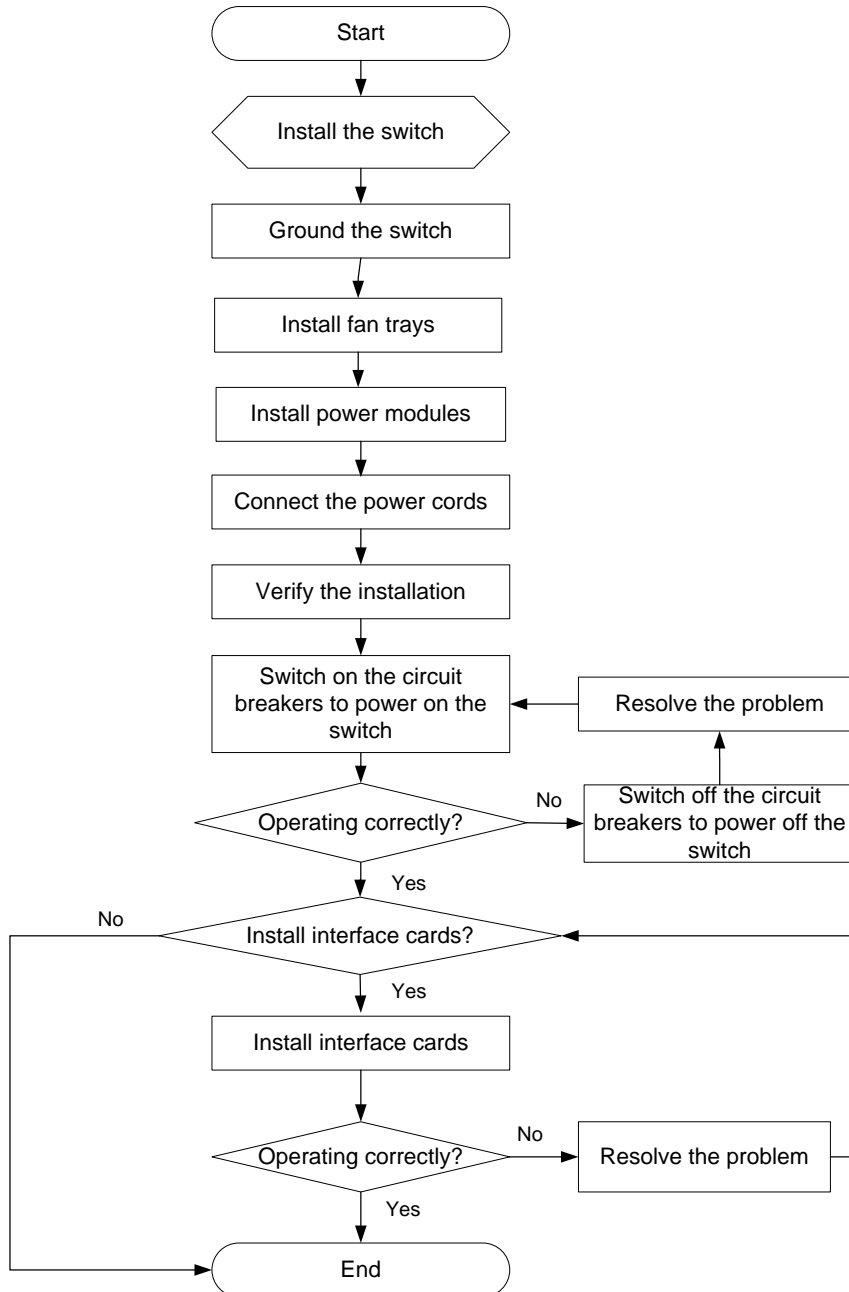 Start
Install the switch
Ground the switch
Install fan trays
Install power modules
Connect the power cords
Verify the installation
Switch on the circuit
breakers to power on the
switch
Resolve the problem
Operating correctly?
No
Switch off the circuit
breakers to power off the
switch
Yes
No
Install interface cards?
Yes
Install interface cards
Operating correctly?
No
Resolve the problem
Yes
End